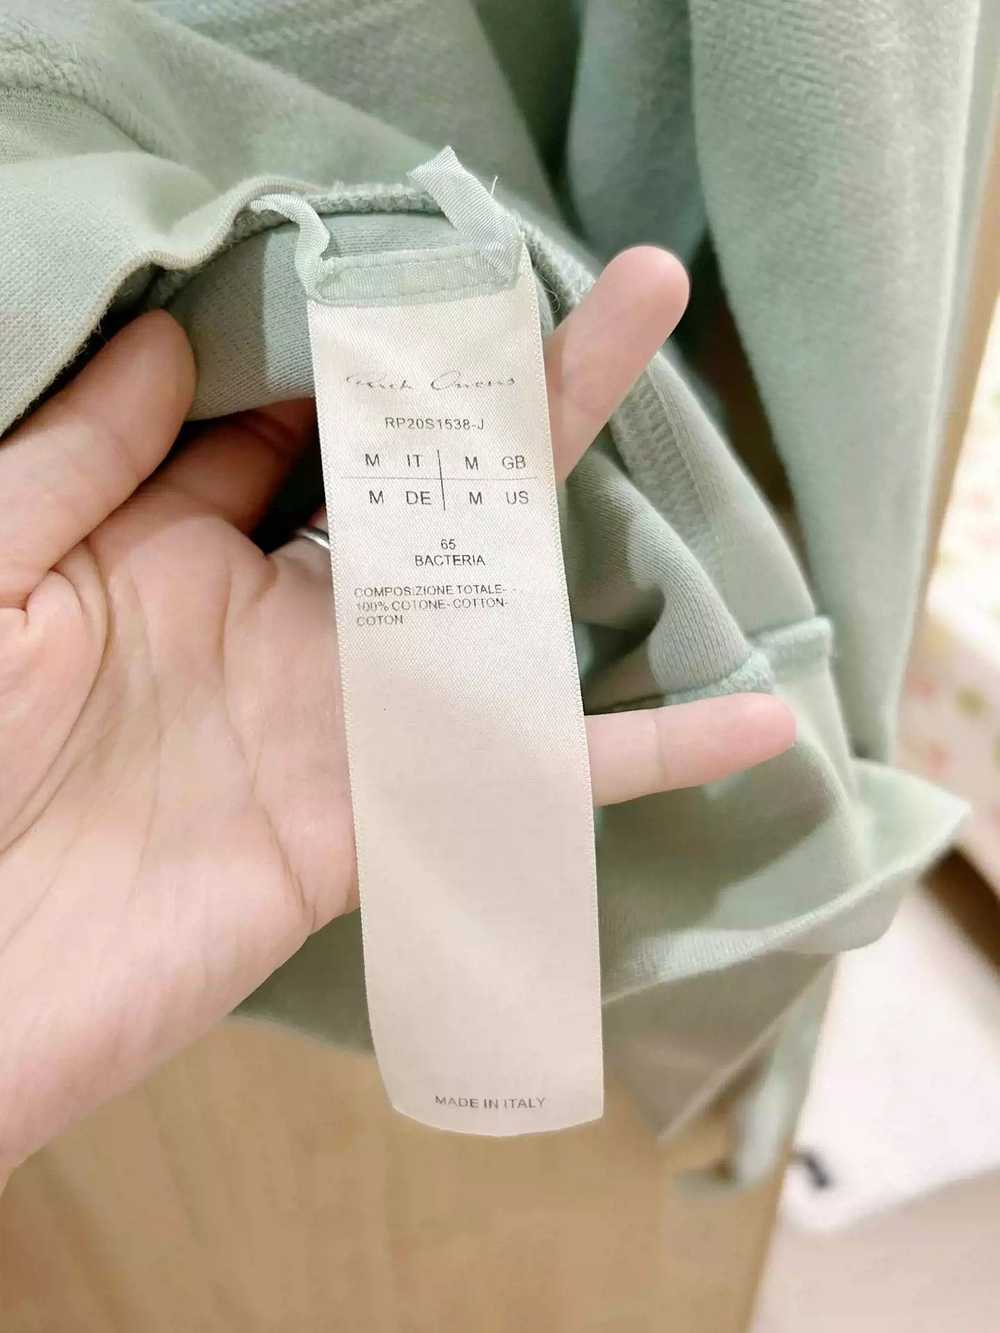 Rick Owens
RP20S1538-J
M IT M GB
M DE M US
65
BACTERIA
COMPOSIZIONE TOTALE-
100% COTONE-COTTON-
COTON
MADE IN ITALY